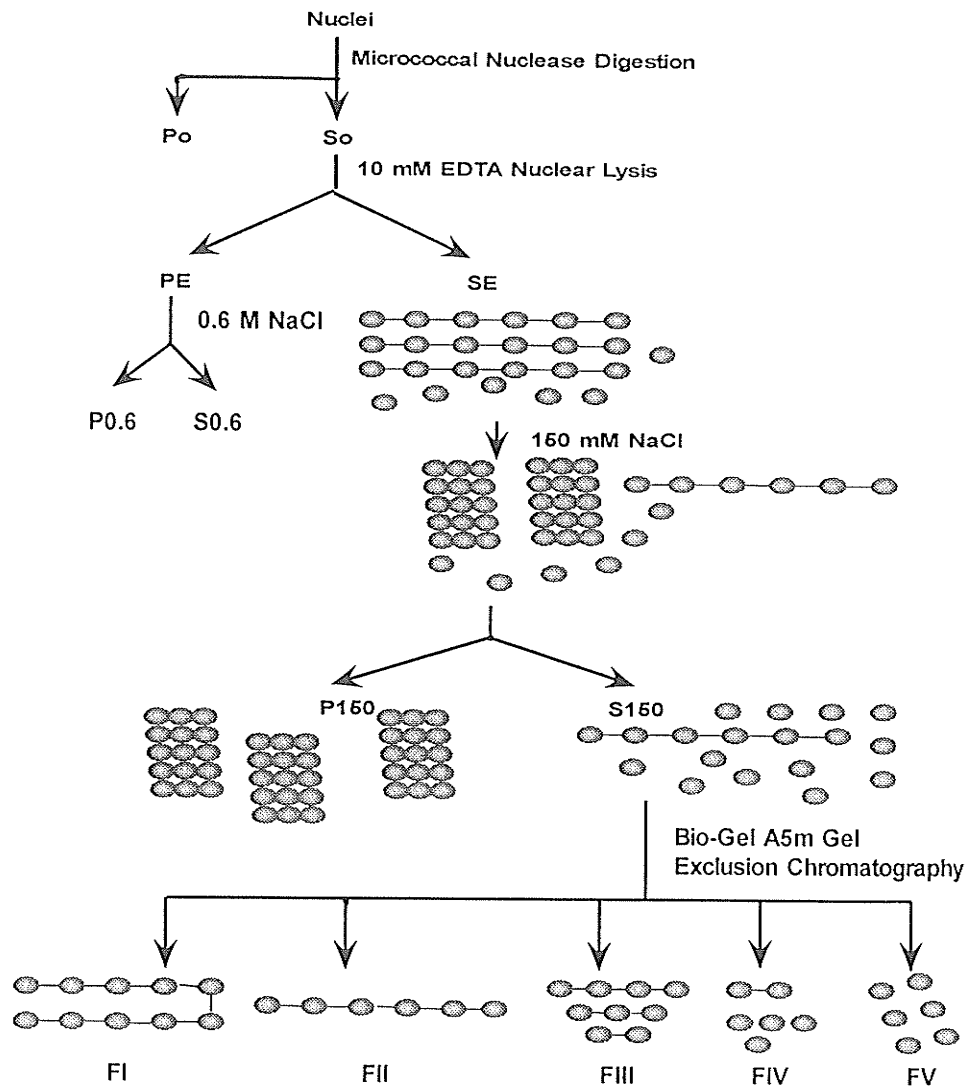 Nuclei
Micrococcal Nuclease Digestion
Po
So
10 mM EDTA Nuclear Lysis
PE
SE
0.6 M NaCl
P0.6
S0.6
150 mM NaCl
P150
S150
Bio-Gel A5m Gel
Exclusion Chromatography
FI
FII
FIII
FIV
FV